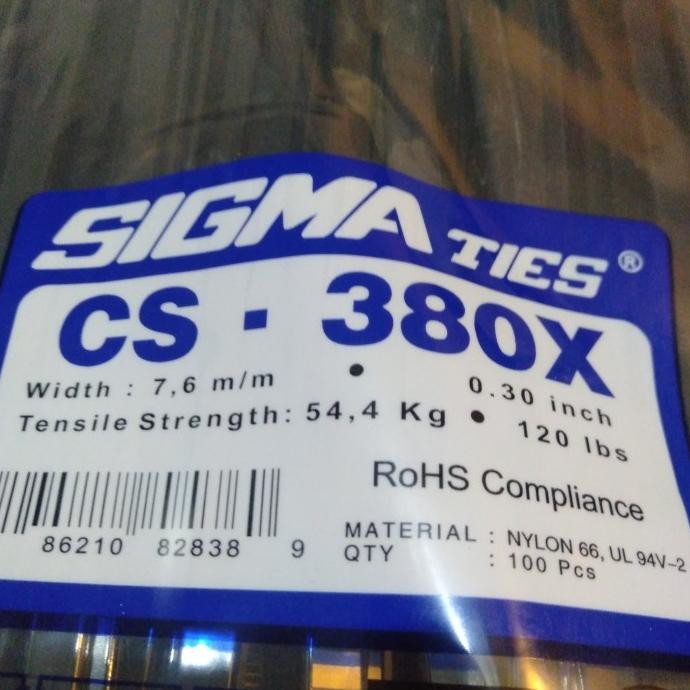 SIGMA TIES®
CS - 380X
Width : 7,6 m/m • 0.30 inch
Tensile Strength: 54,4 Kg • 120 lbs
RoHS Compliance
86210 82838 9
MATERIAL : NYLON 66, UL 94V-2
QTY : 100 Pcs